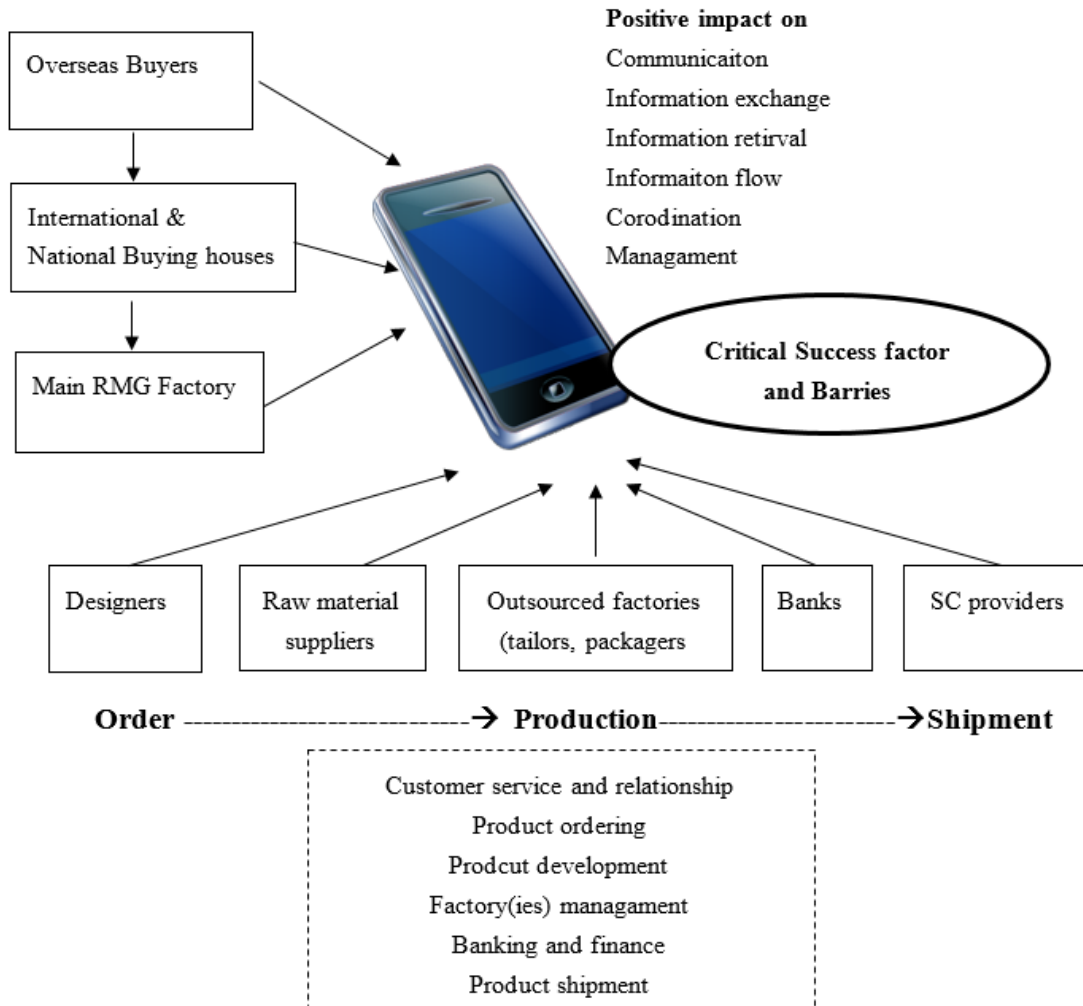 Positive impact on
Communicaiton
Information exchange
Information retirval
Informaiton flow
Corodination
Managament
Overseas Buyers
International &
National Buying houses
Main RMG Factory
Critical Success factor
and Barries
Designers
Raw material
suppliers
Outsourced factories
(tailors, packagers
Banks
SC providers
Order ------------------------------→ Production-------------------------→Shipment
Customer service and relationship
Product ordering
Prodcut development
Factory(ies) managament
Banking and finance
Product shipment